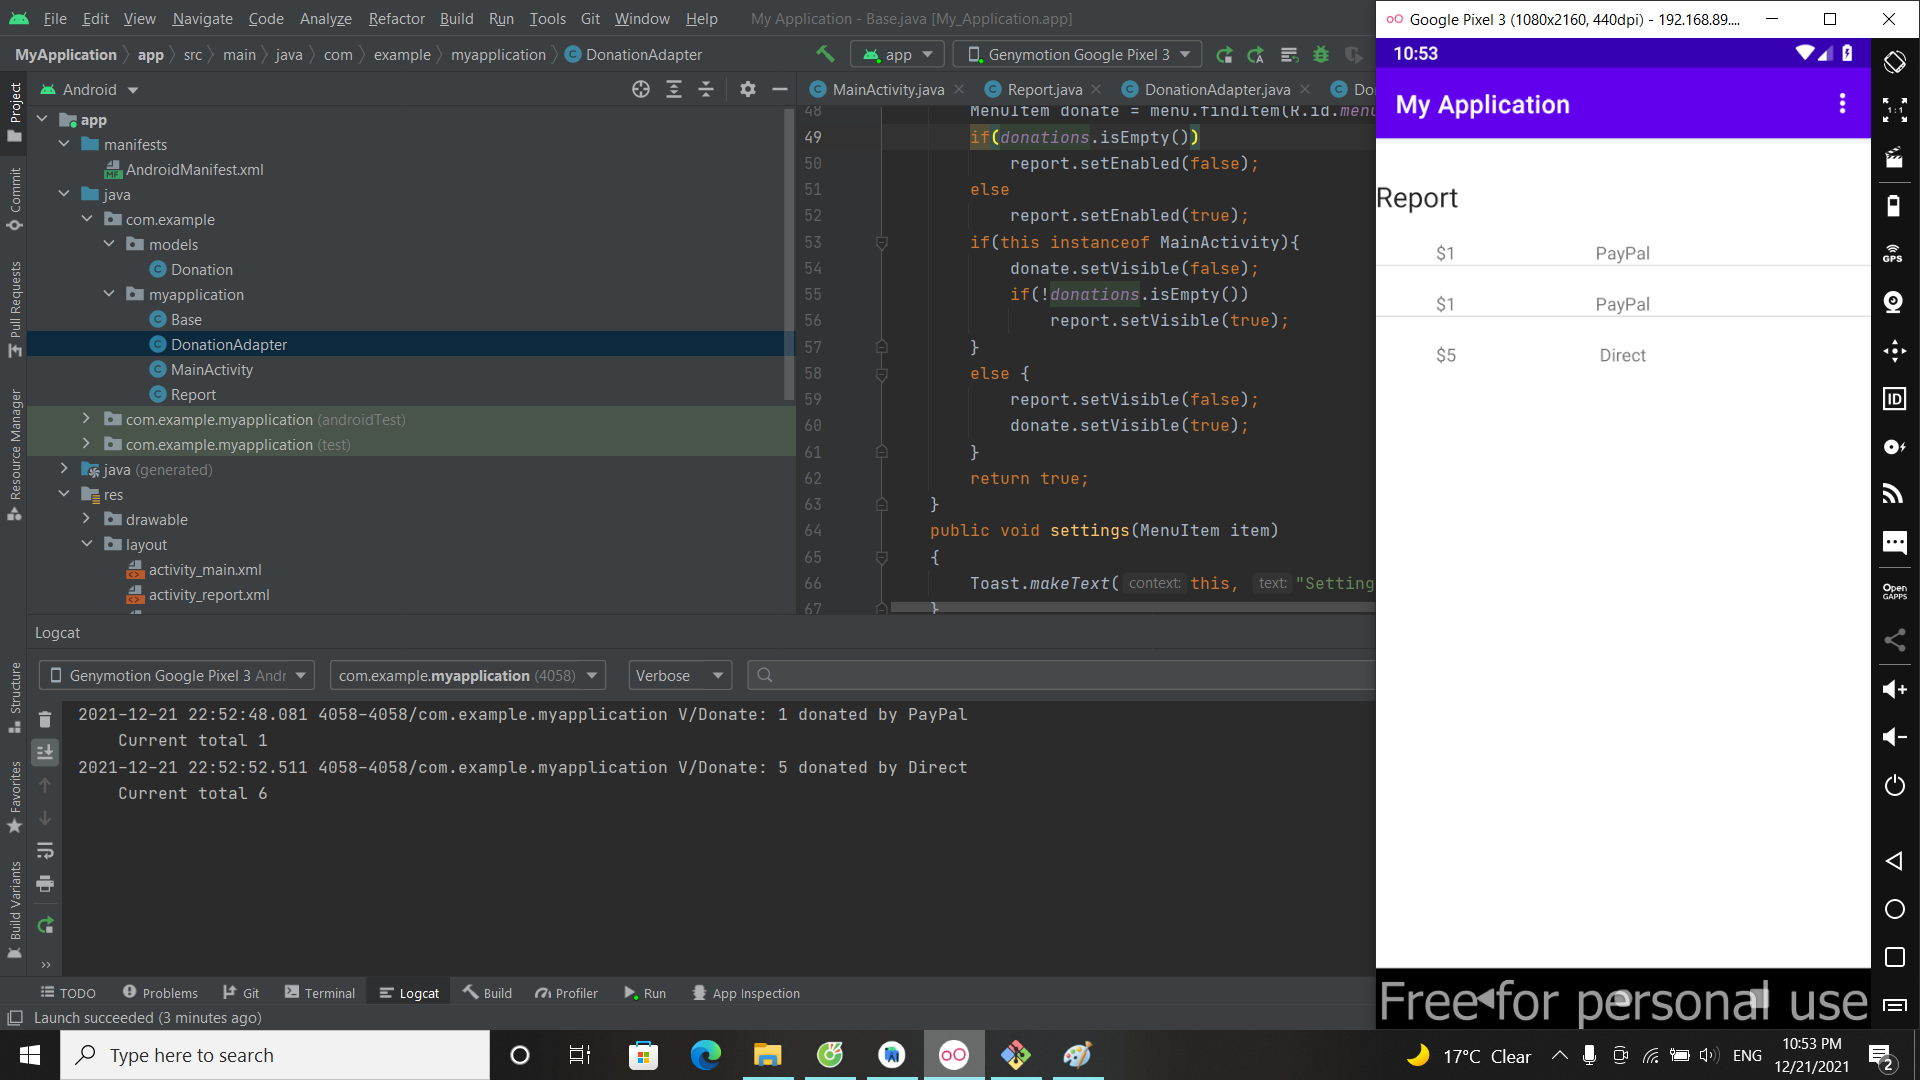 File Edit View Navigate Code Analyze Refactor Build Run Tools Git Window Help My Application - Base.java [My_Application.app]
MyApplication app src main java com example myapplication DonationAdapter app Genymotion Google Pixel 3
Android
MainActivity.java Report.java DonationAdapter.java Do
Project
Commit
Pull Requests
Resource Manager
Structure
Favorites
Build Variants
app
manifests
AndroidManifest.xml
java
com.example
models
Donation
myapplication
Base
DonationAdapter
MainActivity
Report
com.example.myapplication (androidTest)
com.example.myapplication (test)
java (generated)
res
drawable
layout
activity_main.xml
activity_report.xml
48 MenuItem donate = menu.findItem(R.id.menu
49 if(donations.isEmpty())
50 report.setEnabled(false);
51 else
52 report.setEnabled(true);
53 if(this instanceof MainActivity){
54 donate.setVisible(false);
55 if(!donations.isEmpty())
56 report.setVisible(true);
57 }
58 else {
59 report.setVisible(false);
60 donate.setVisible(true);
61 }
62 return true;
63 }
64 public void settings(MenuItem item)
65 {
66 Toast.makeText( context: this, text: "Setting
67 }
Logcat
Genymotion Google Pixel 3 Andr com.example.myapplication (4058) Verbose
2021-12-21 22:52:48.081 4058-4058/com.example.myapplication V/Donate: 1 donated by PayPal
Current total 1
2021-12-21 22:52:52.511 4058-4058/com.example.myapplication V/Donate: 5 donated by Direct
Current total 6
TODO Problems Git Terminal Logcat Build Profiler Run App Inspection
Launch succeeded (3 minutes ago)
Google Pixel 3 (1080x2160, 440dpi) - 192.168.89....
10:53
My Application
Report
$1 PayPal
$1 PayPal
$5 Direct
Free for personal use
1:1
GPS
ID
Open
GAPPS
Type here to search
17°C Clear
ENG
10:53 PM
12/21/2021
2